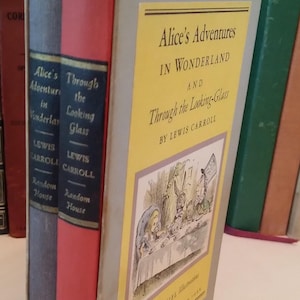 Alice's
Adventures
in
Wonderland
LEWIS
CARROLL
Random
House
Through
the
Looking
Glass
LEWIS
CARROLL
Random
House
Alice's Adventures
IN WONDERLAND
AND
Through the Looking-Glass
BY LEWIS CARROLL